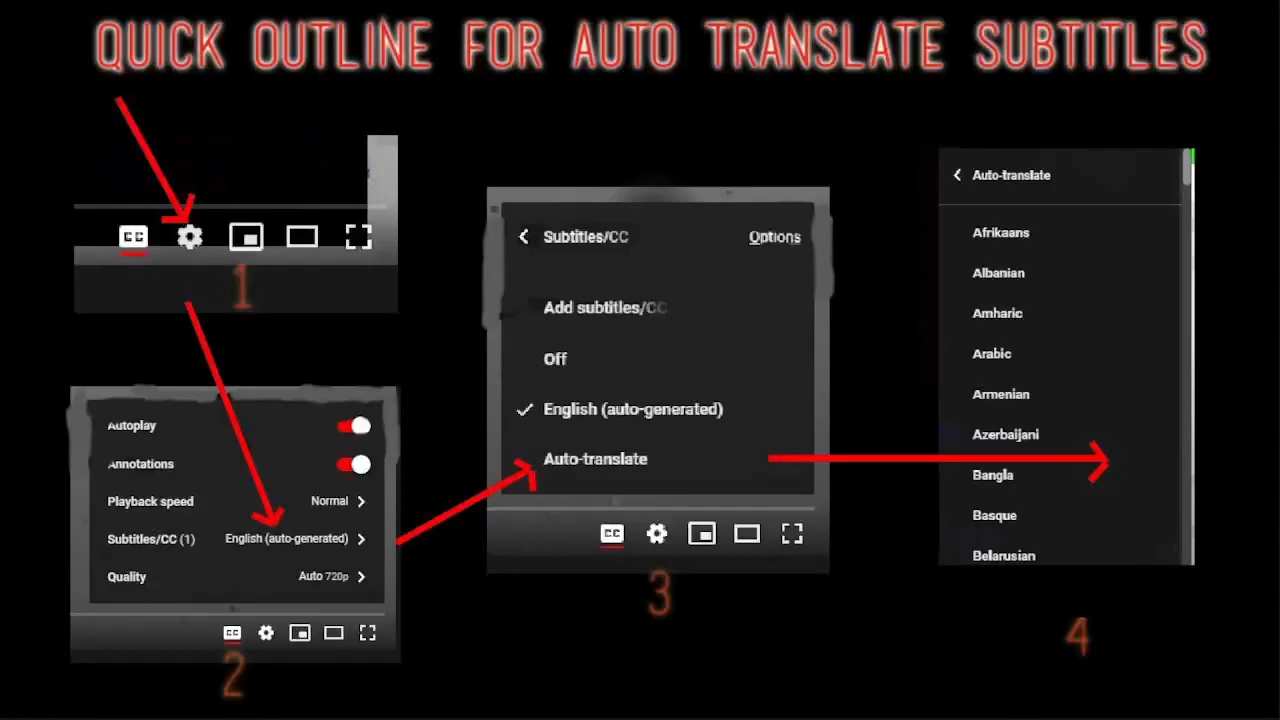 QUICK OUTLINE FOR AUTO TRANSLATE SUBTITLES
CC
1
Autoplay
Annotations
Playback speed Normal
Subtitles/CC (1) English (auto-generated)
Quality Auto 720p
CC
2
Subtitles/CC Options
Add subtitles/CC
Off
English (auto-generated)
Auto-translate
CC
3
Auto-translate
Afrikaans
Albanian
Amharic
Arabic
Armenian
Azerbaijani
Bangla
Basque
Belarusian
4